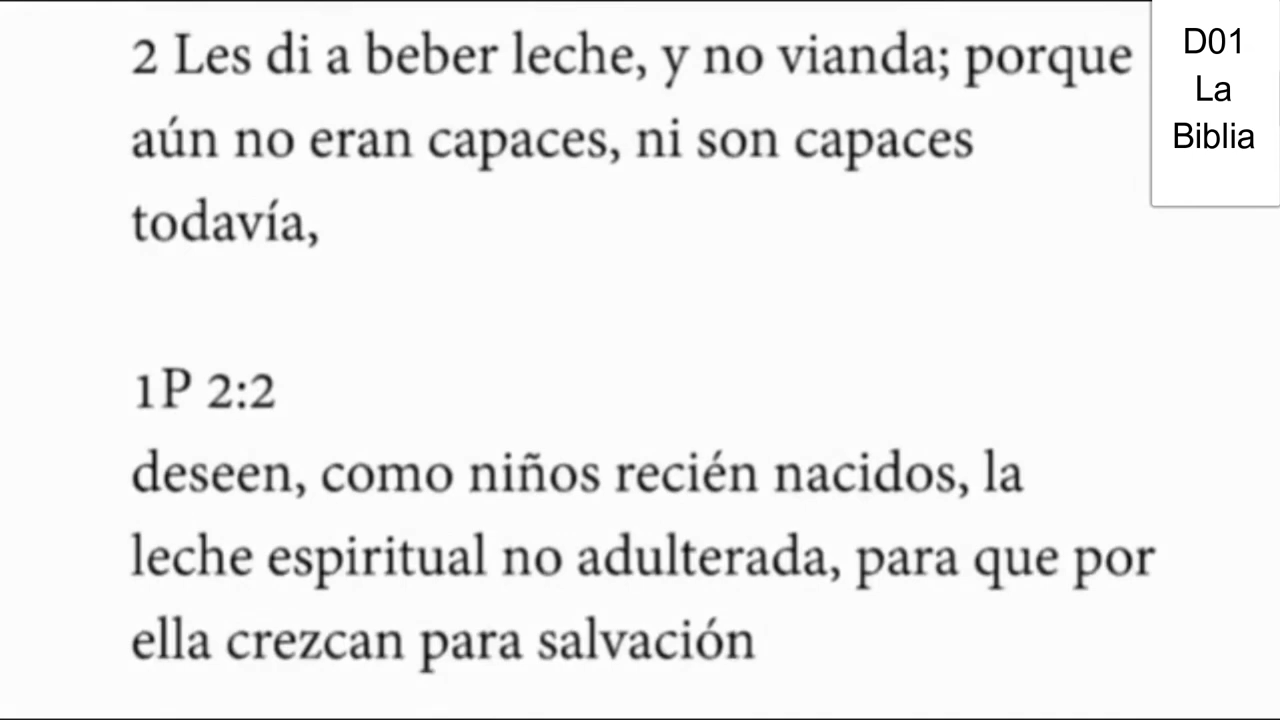 2 Les di a beber leche, y no vianda; porque
aún no eran capaces, ni son capaces
todavía,
1P 2:2
deseen, como niños recién nacidos, la
leche espiritual no adulterada, para que por
ella crezcan para salvación
D01
La
Biblia